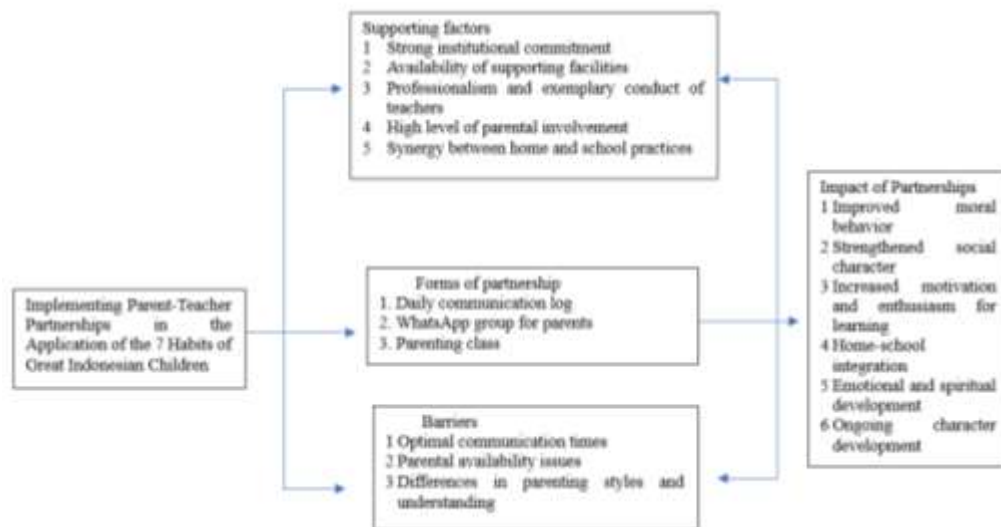 Supporting factors
1 Strong institutional commitment
2 Availability of supporting facilities
3 Professionalism and exemplary conduct of
teachers
4 High level of parental involvement
5 Synergy between home and school practices
Implementing Parent-Teacher
Partnerships in the
Application of the 7 Habits of
Great Indonesian Children
Forms of partnership
1. Daily communication log
2. WhatsApp group for parents
3. Parenting class
Barriers
1 Optimal communication times
2 Parental availability issues
3 Differences in parenting styles and
understanding
Impact of Partnerships
1 Improved moral
behavior
2 Strengthened social
character
3 Increased motivation
and enthusiasm for
learning
4 Home-school
integration
5 Emotional and spiritual
development
6 Ongoing character
development